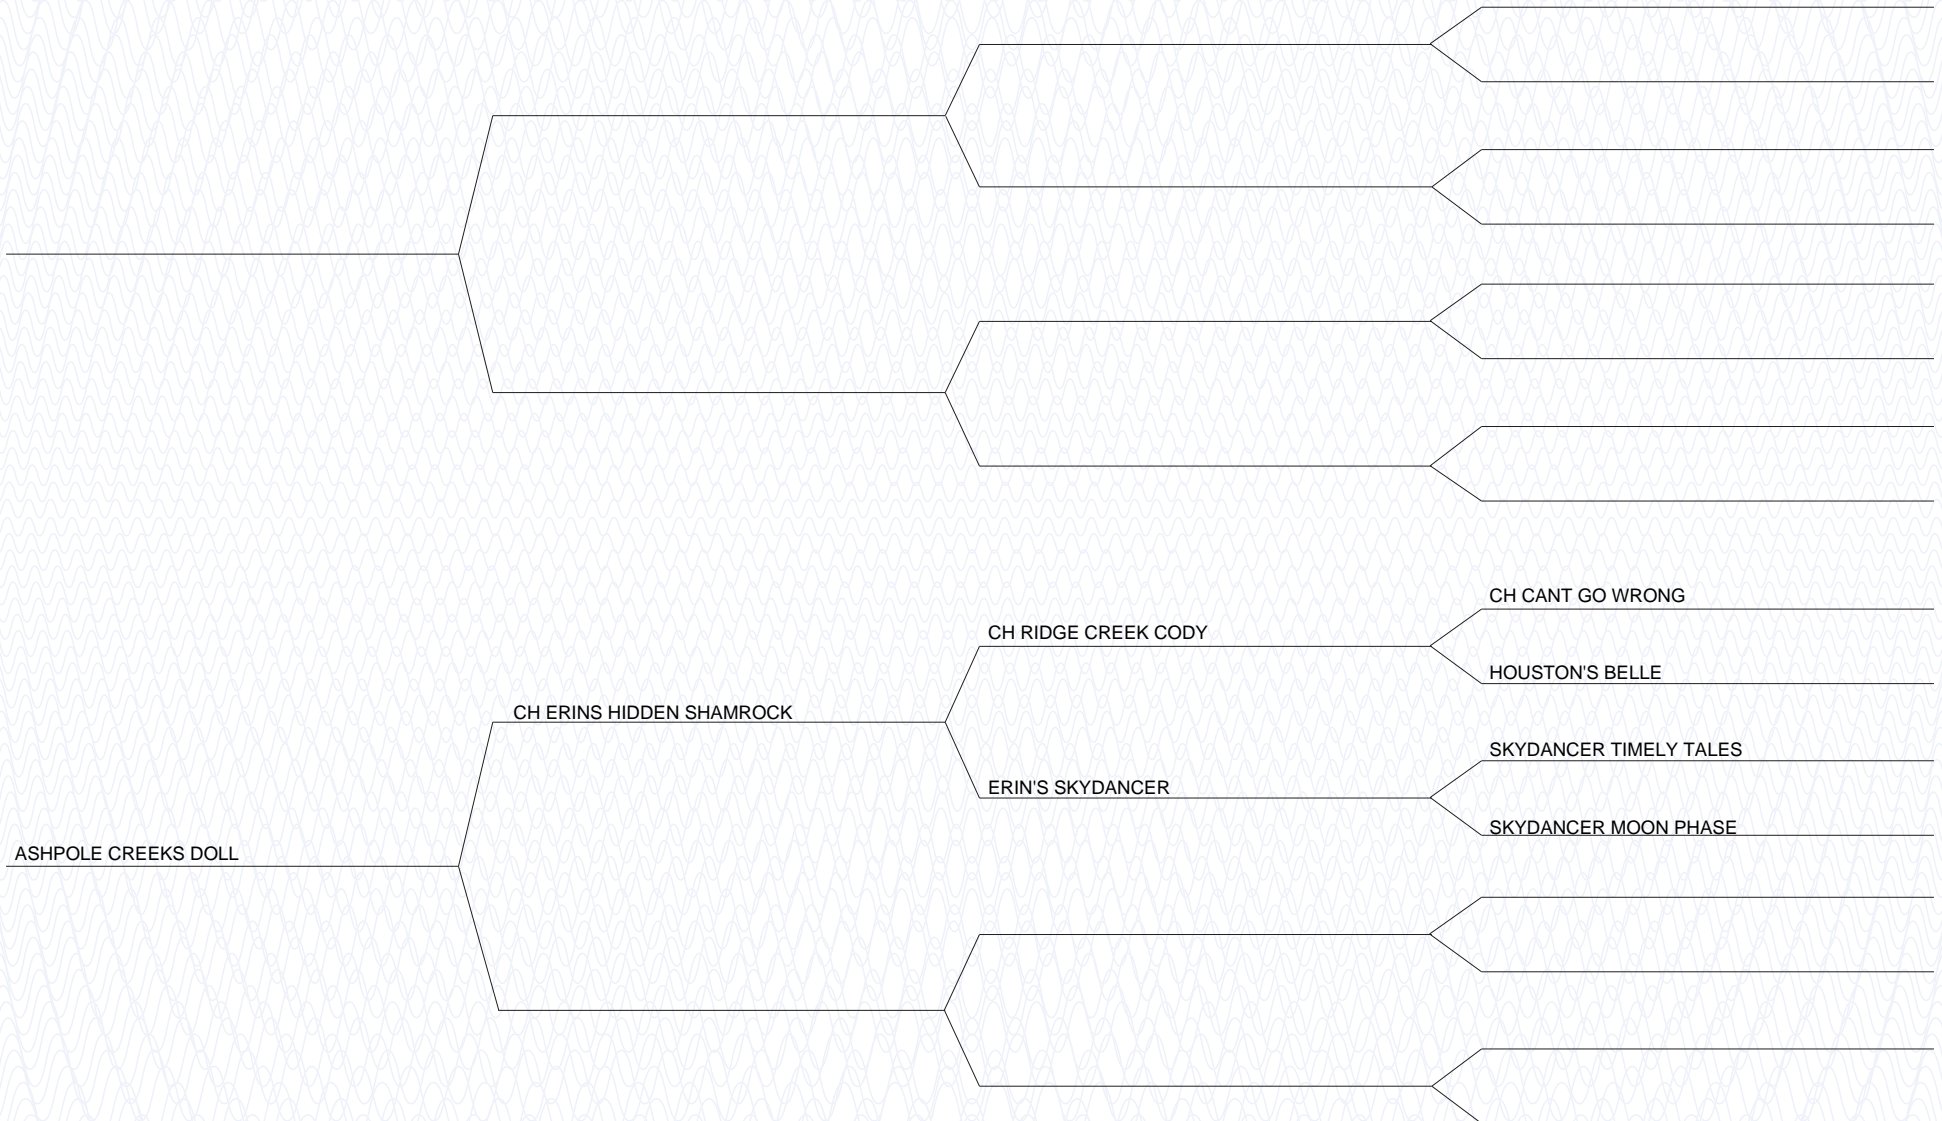 CH CANT GO WRONG
CH RIDGE CREEK CODY
HOUSTON'S BELLE
CH ERINS HIDDEN SHAMROCK
SKYDANCER TIMELY TALES
ERIN'S SKYDANCER
SKYDANCER MOON PHASE
ASHPOLE CREEKS DOLL